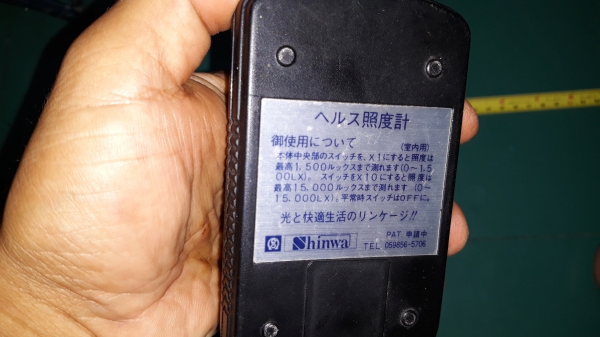 ヘルス照度計
御使用について (室内用)
本体中央部のスイッチを、X1にすると照度は
最高1,500ルックスまで測れます(0〜1,5
00LX)。スイッチをX10にすると照度は
最高15,000ルックスまで測れます(0〜
15,000LX)。平常時スイッチはOFFに。
光と快適生活のリンケージ!!
Shinwa PAT. 申請中
TEL 059856-5706